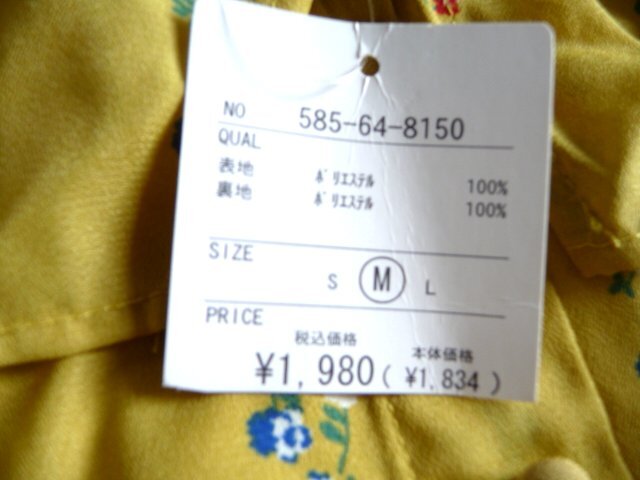 NO 585-64-8150
QUAL
表地 ﾎﾟﾘｴｽﾃﾙ 100%
裏地 ﾎﾟﾘｴｽﾃﾙ 100%
SIZE
S M L
PRICE
税込価格 本体価格
¥1,980 ( ¥1,834 )